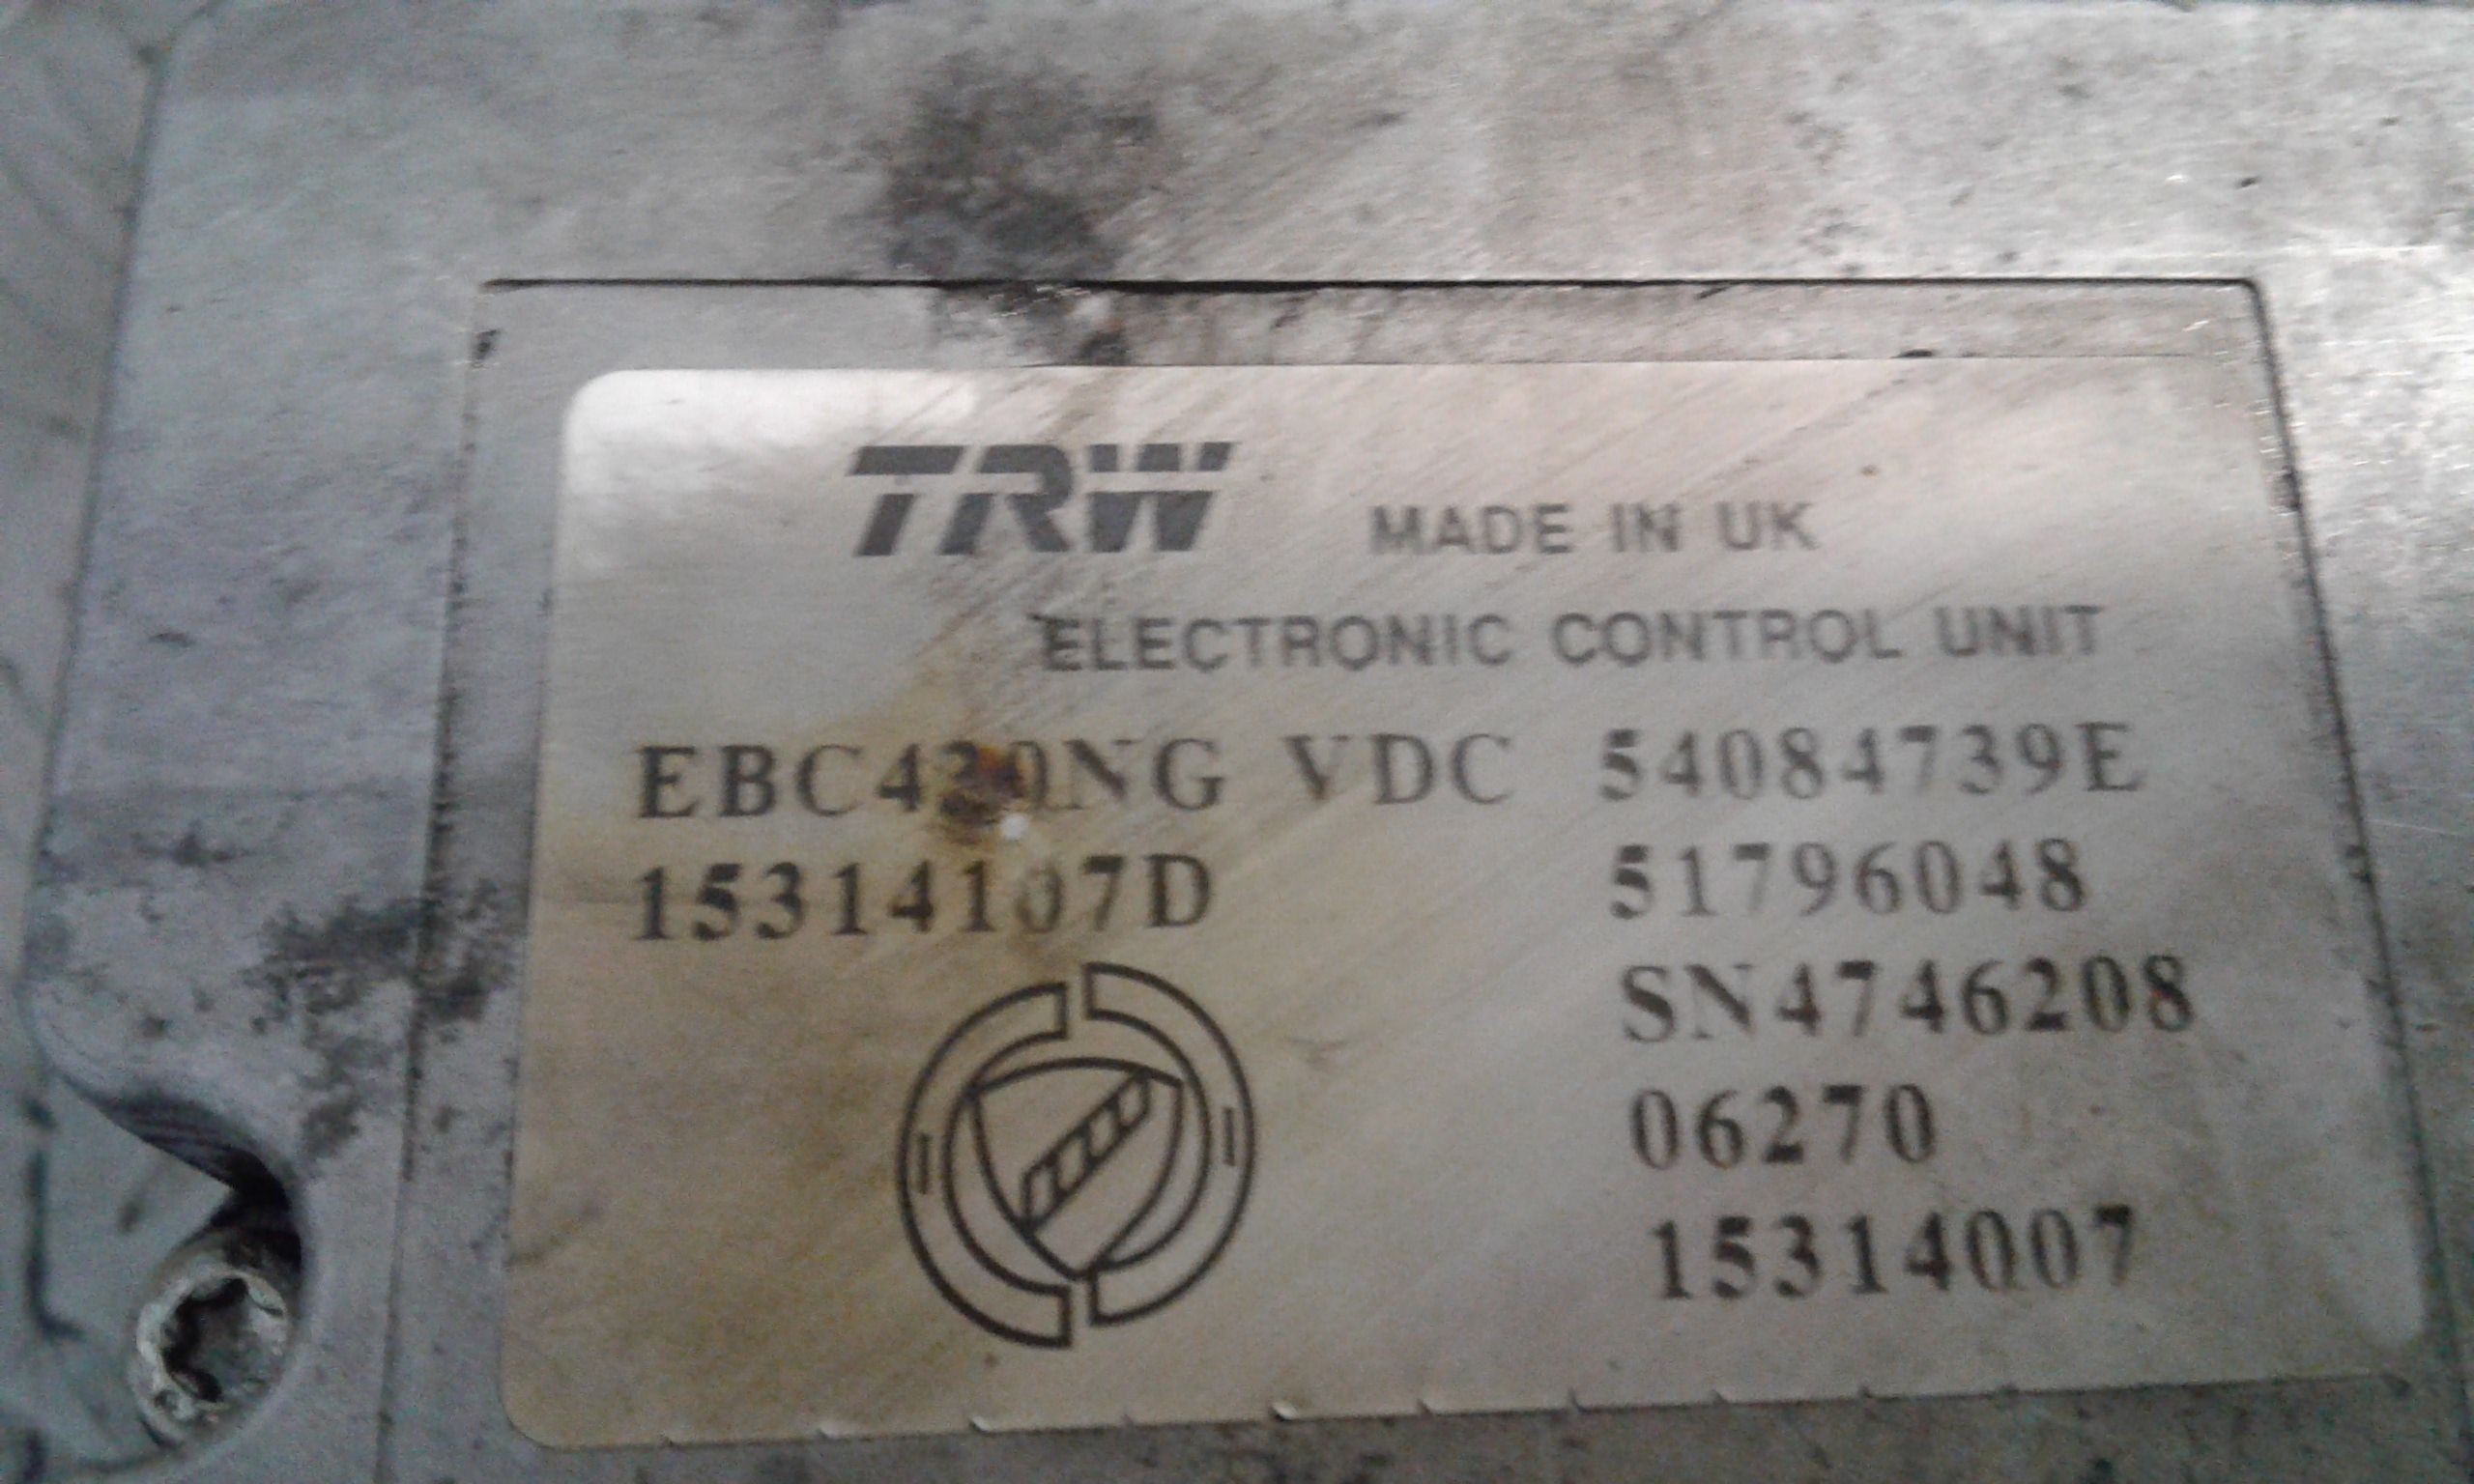 TRW MADE IN UK
ELECTRONIC CONTROL UNIT
EBC430NG VDC 54084739E
15314107D 51796048
SN4746208
06270
15314007